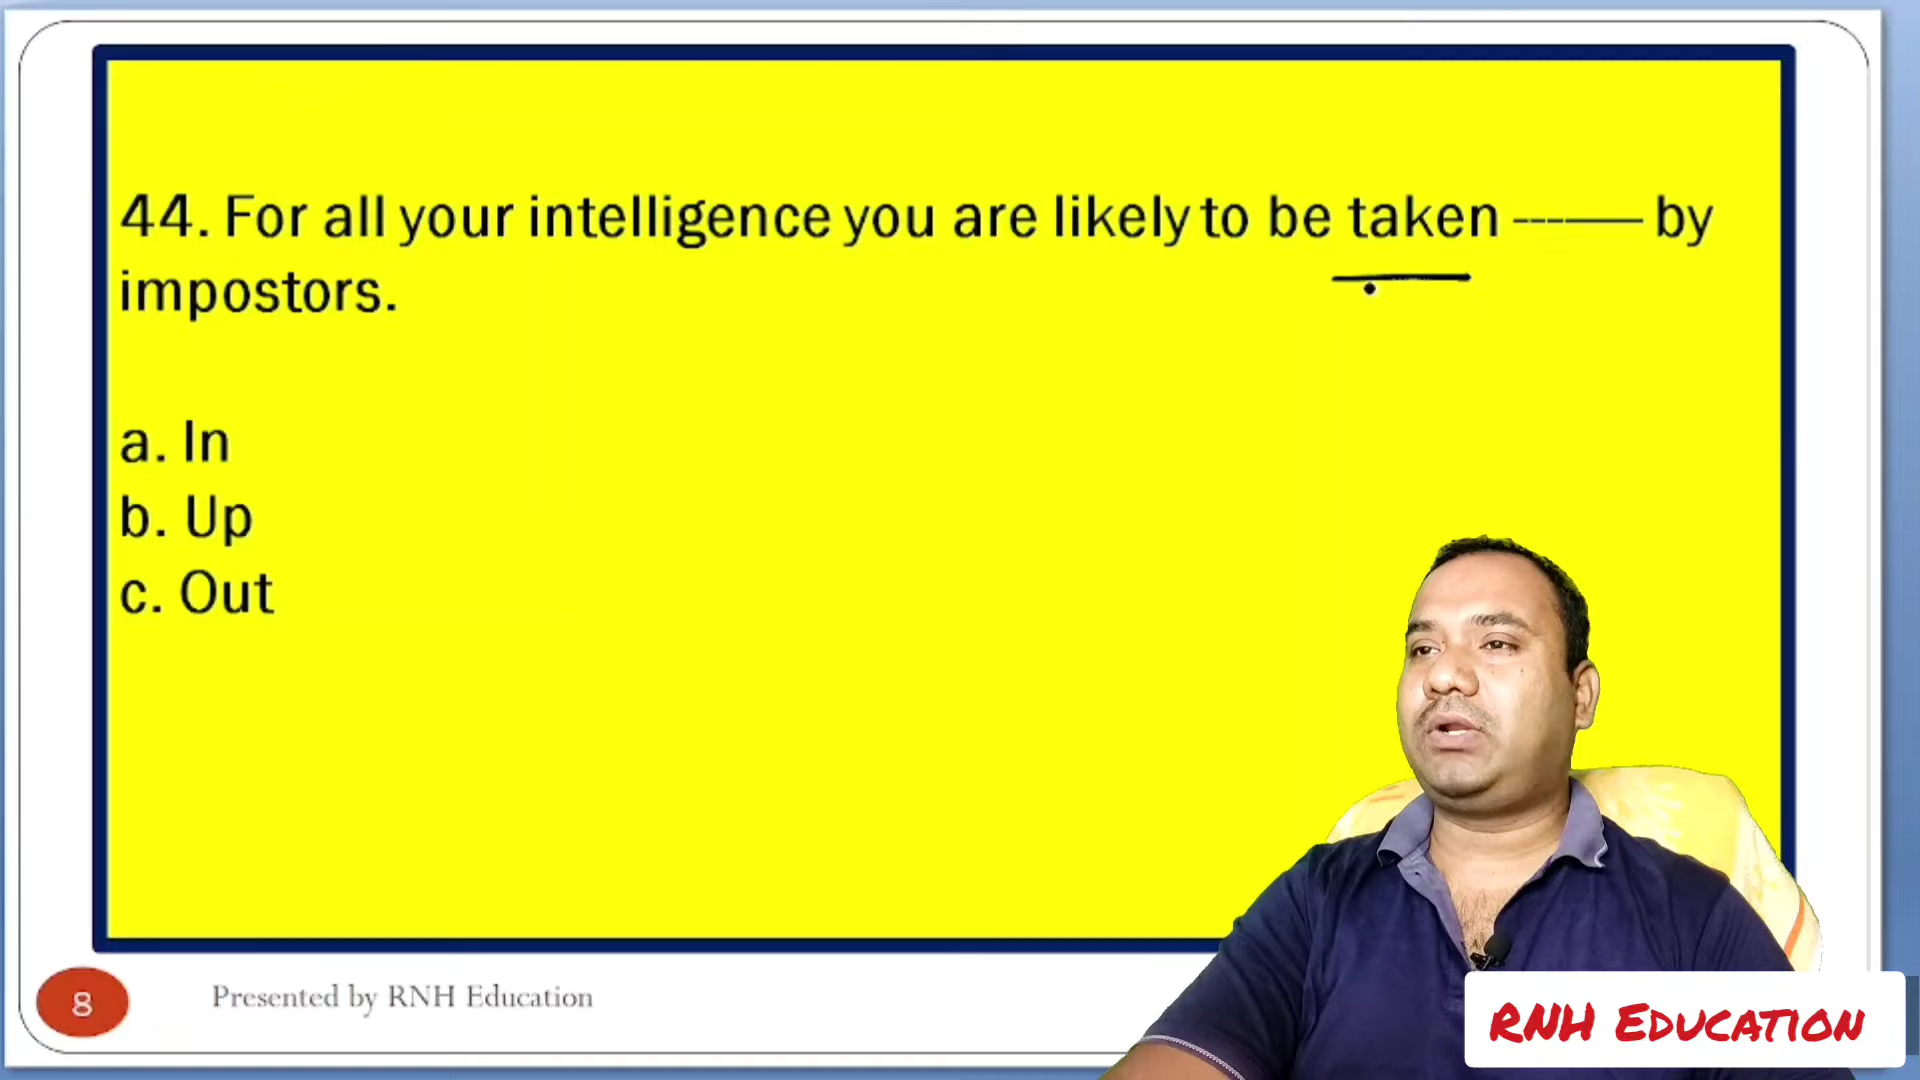 44. For all your intelligence you are likely to be taken ------— by
impostors.
a. In
b. Up
c. Out
8
Presented by RNH Education
RNH EDUCATION